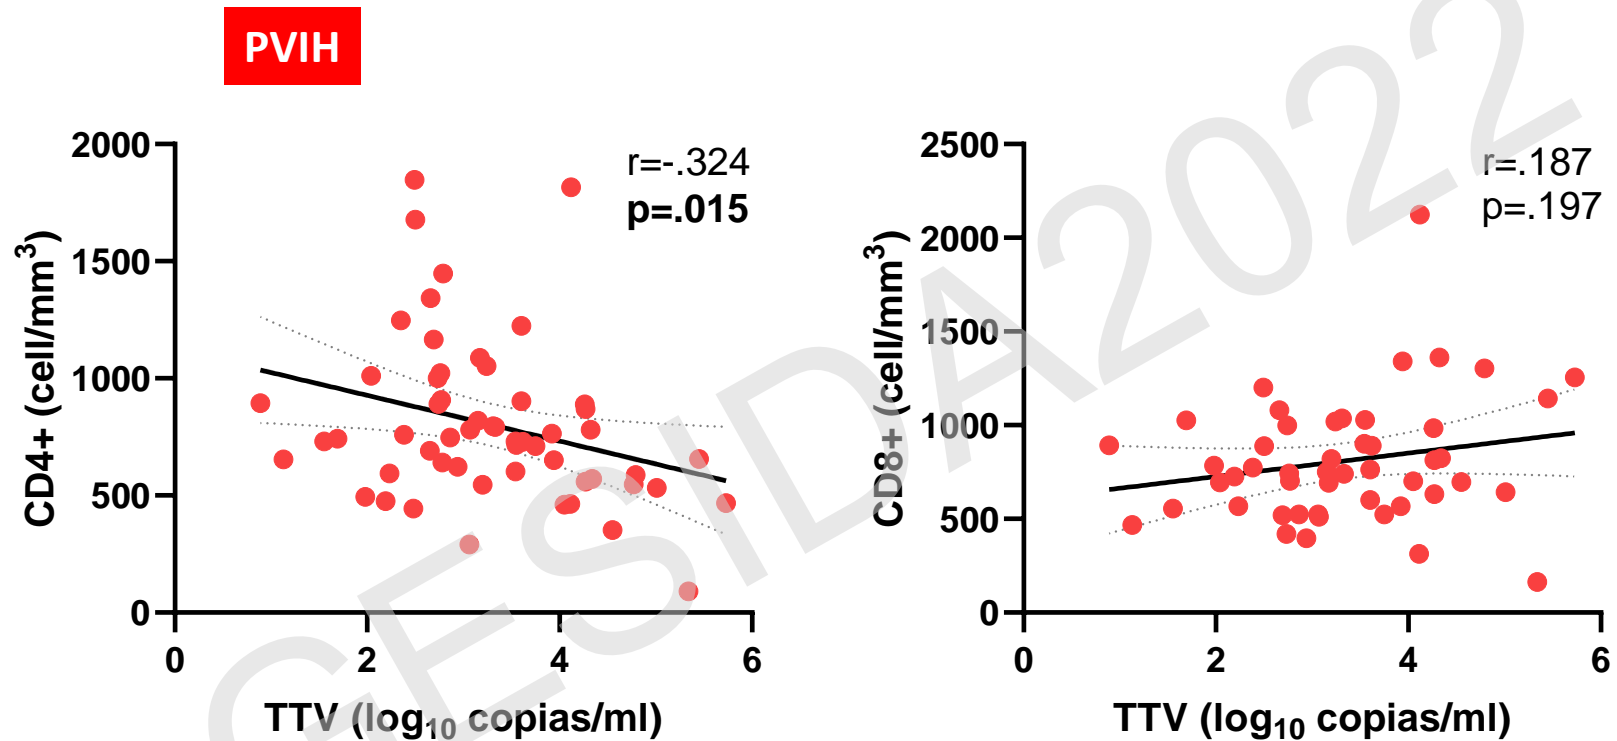 PVIH
r=-.324
p=.015
2000
1500
1000
500
0
0 2 4 6
CD4+ (cell/mm³)
TTV (log₁₀ copias/ml)
r=.187
p=.197
2500
2000
1500
1000
500
0
0 2 4 6
CD8+ (cell/mm³)
TTV (log₁₀ copias/ml)
GESIDA2022